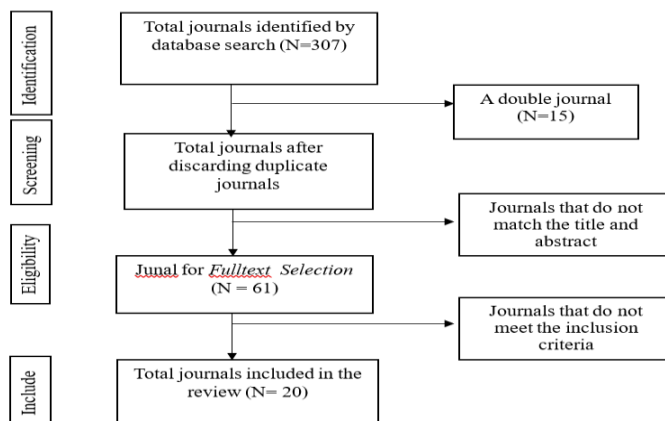 Identification
Total journals identified by
database search (N=307)
A double journal
(N=15)
Screening
Total journals after
discarding duplicate
journals
Journals that do not
match the title and
abstract
Eligibility
Junal for Fulltext Selection
(N = 61)
Journals that do not
meet the inclusion
criteria
Include
Total journals included in the
review (N= 20)